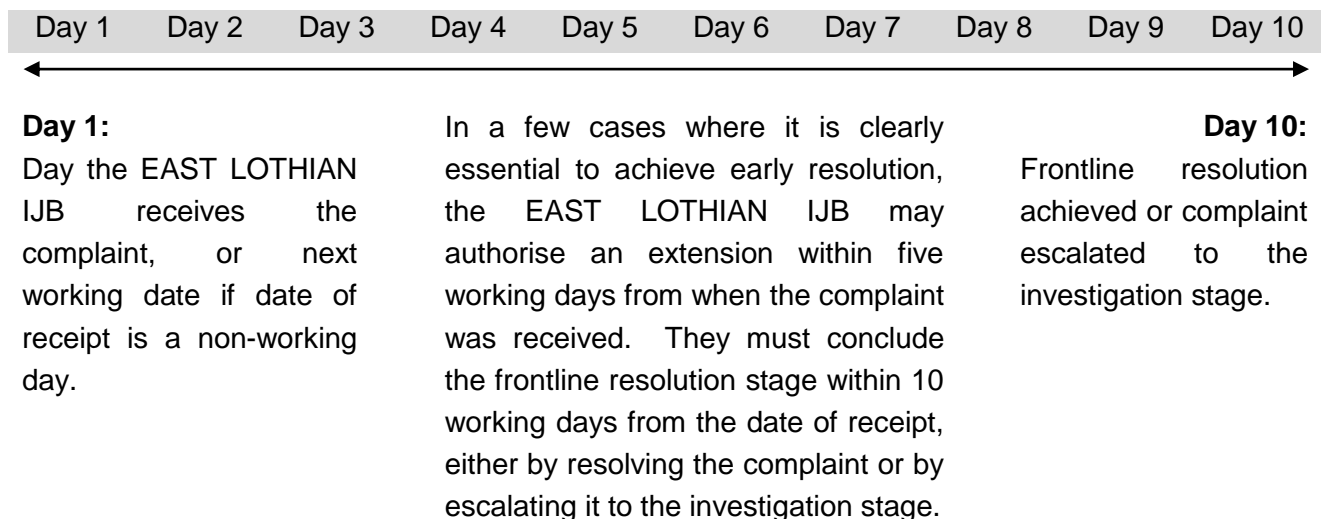 Day 1 Day 2 Day 3 Day 4 Day 5 Day 6 Day 7 Day 8 Day 9 Day 10
Day 1:
Day the EAST LOTHIAN
IJB receives the
complaint, or next
working date if date of
receipt is a non-working
day.
In a few cases where it is clearly
essential to achieve early resolution,
the EAST LOTHIAN IJB may
authorise an extension within five
working days from when the complaint
was received. They must conclude
the frontline resolution stage within 10
working days from the date of receipt,
either by resolving the complaint or by
escalating it to the investigation stage.
Day 10:
Frontline resolution
achieved or complaint
escalated to the
investigation stage.